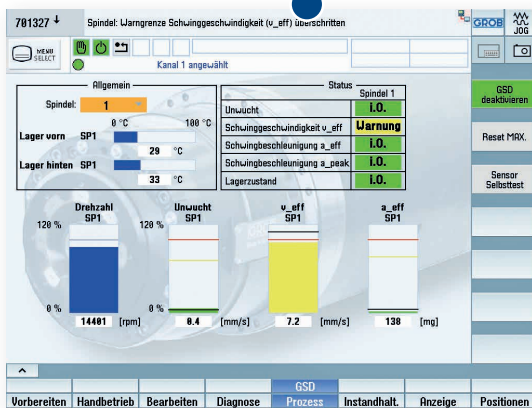 701327 ↓ Spindel: Warngrenze Schwinggeschwindigkeit (v_eff) überschritten
GROB JOG
MENU SELECT
Kanal 1 angewählt
Allgemein
Status
GSD deaktivieren
Spindel: 1
Spindel 1
0 °C 100 °C
Unwucht i.O.
Lager vorn SP1
Schwinggeschwindigkeit v_eff Warnung
Reset MAX.
29 °C
Schwingbeschleunigung a_eff i.O.
Lager hinten SP1
Schwingbeschleunigung a_peak i.O.
33 °C
Lagerzustand i.O.
Sensor Selbsttest
Drehzahl SP1
Unwucht SP1
v_eff SP1
a_eff SP1
120 % 120 %
0 % 0 %
14401 [rpm] 0.4 [mm/s] 7.2 [mm/s] 138 [mg]
GSD
Vorbereiten Handbetrieb Bearbeiten Diagnose Prozess Instandhalt. Anzeige Positionen